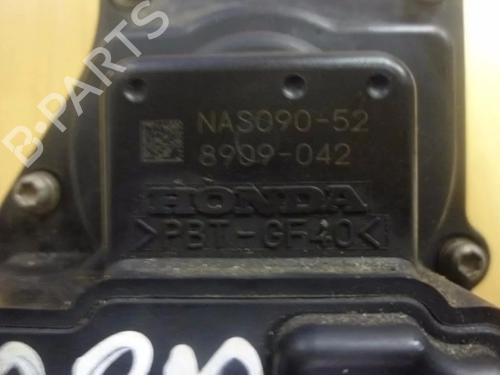 B-PARTS
NAS090-52
8909-042
HONDA
>PBT-GF40<